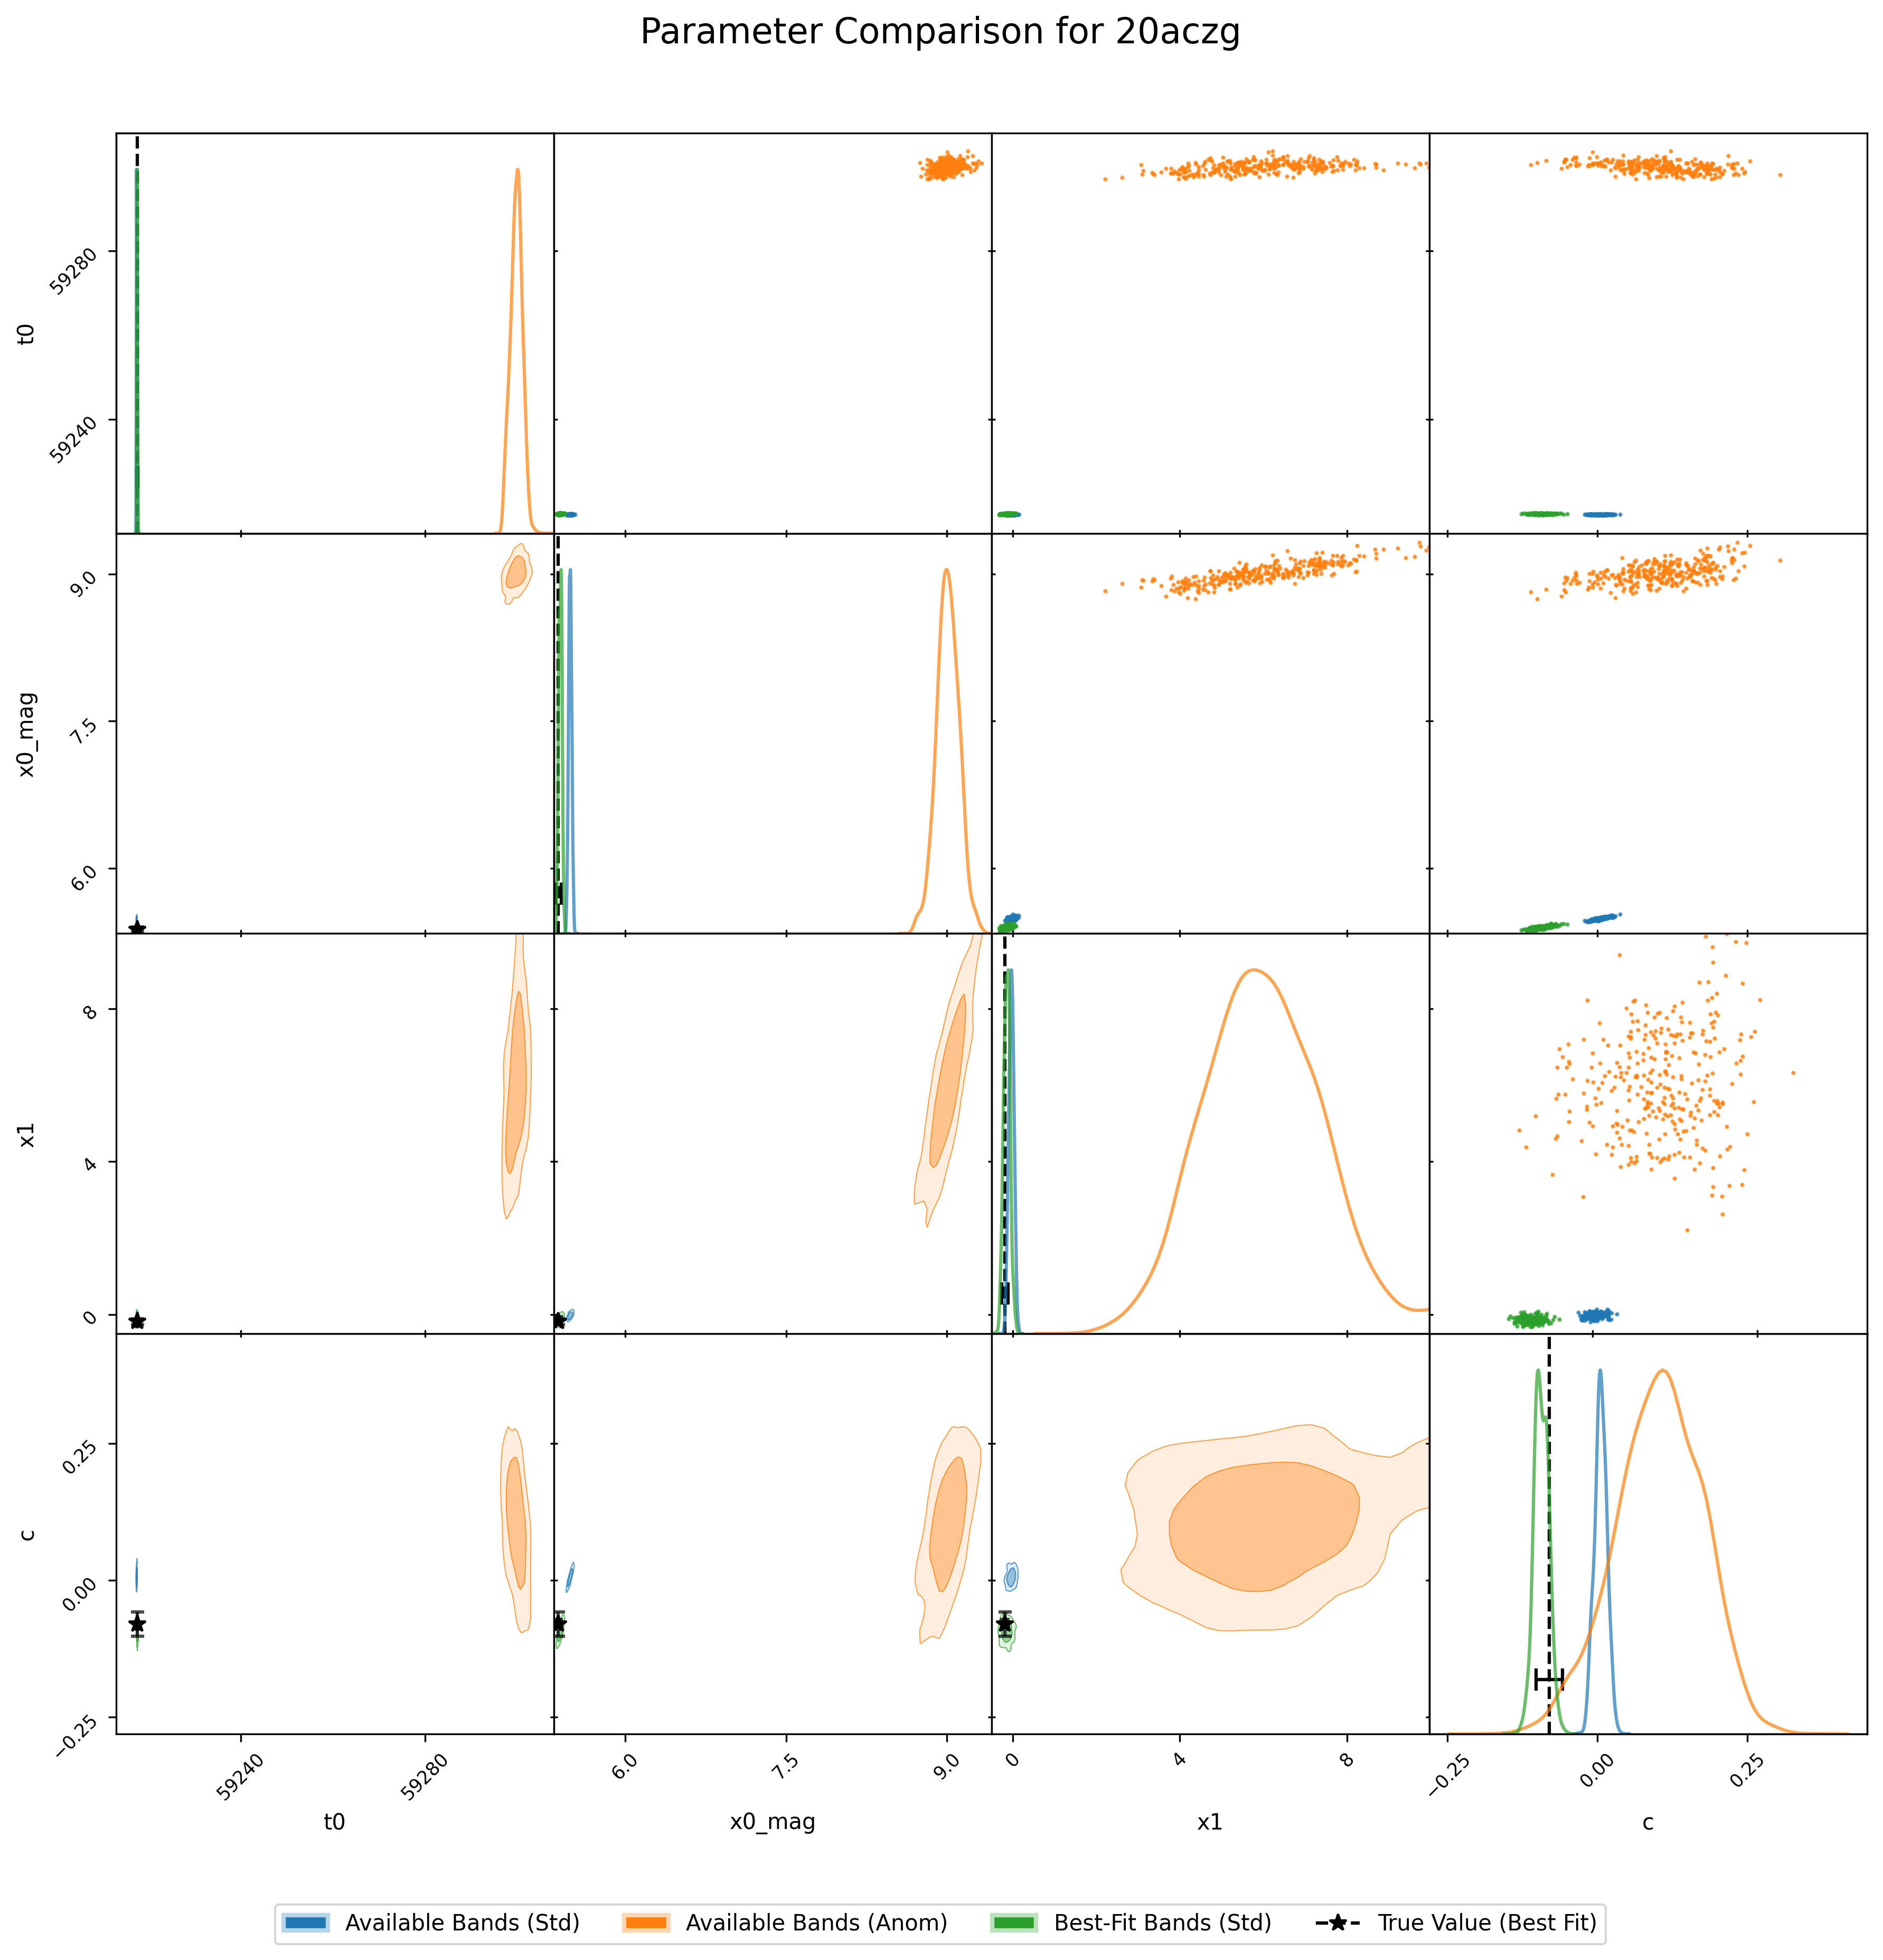 Parameter Comparison for 20aczg
t0
59280
59240
x0_mag
9.0
7.5
6.0
x1
8
4
0
c
0.25
0.00
−0.25
59240
59280
6.0
7.5
9.0
0
4
8
−0.25
0.00
0.25
t0
x0_mag
x1
c
Available Bands (Std)
Available Bands (Anom)
Best-Fit Bands (Std)
True Value (Best Fit)